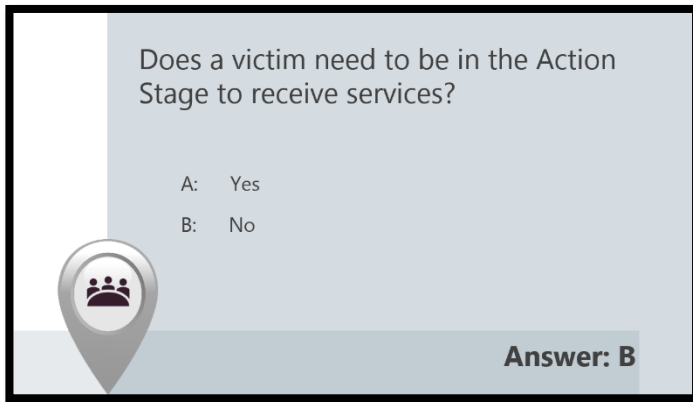 Does a victim need to be in the Action
Stage to receive services?
A: Yes
B: No
Answer: B